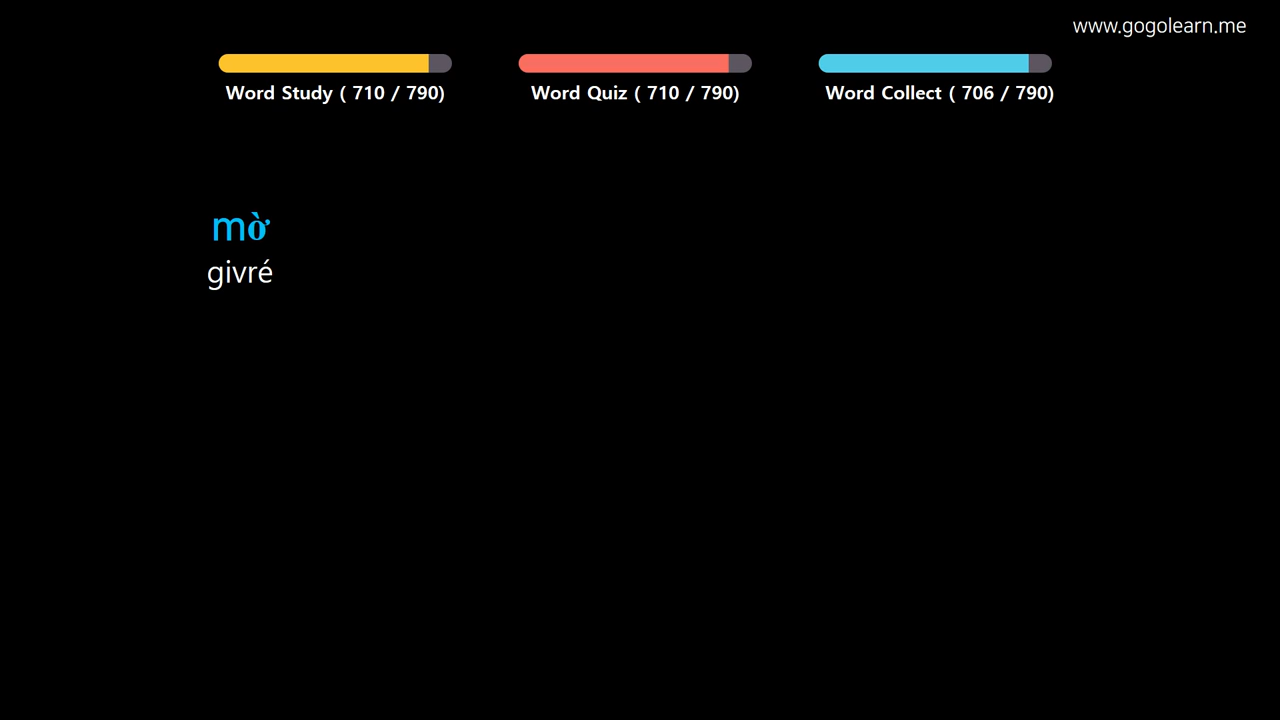 www.gogolearn.me
Word Study ( 710 / 790)
Word Quiz ( 710 / 790)
Word Collect ( 706 / 790)
mờ
givré